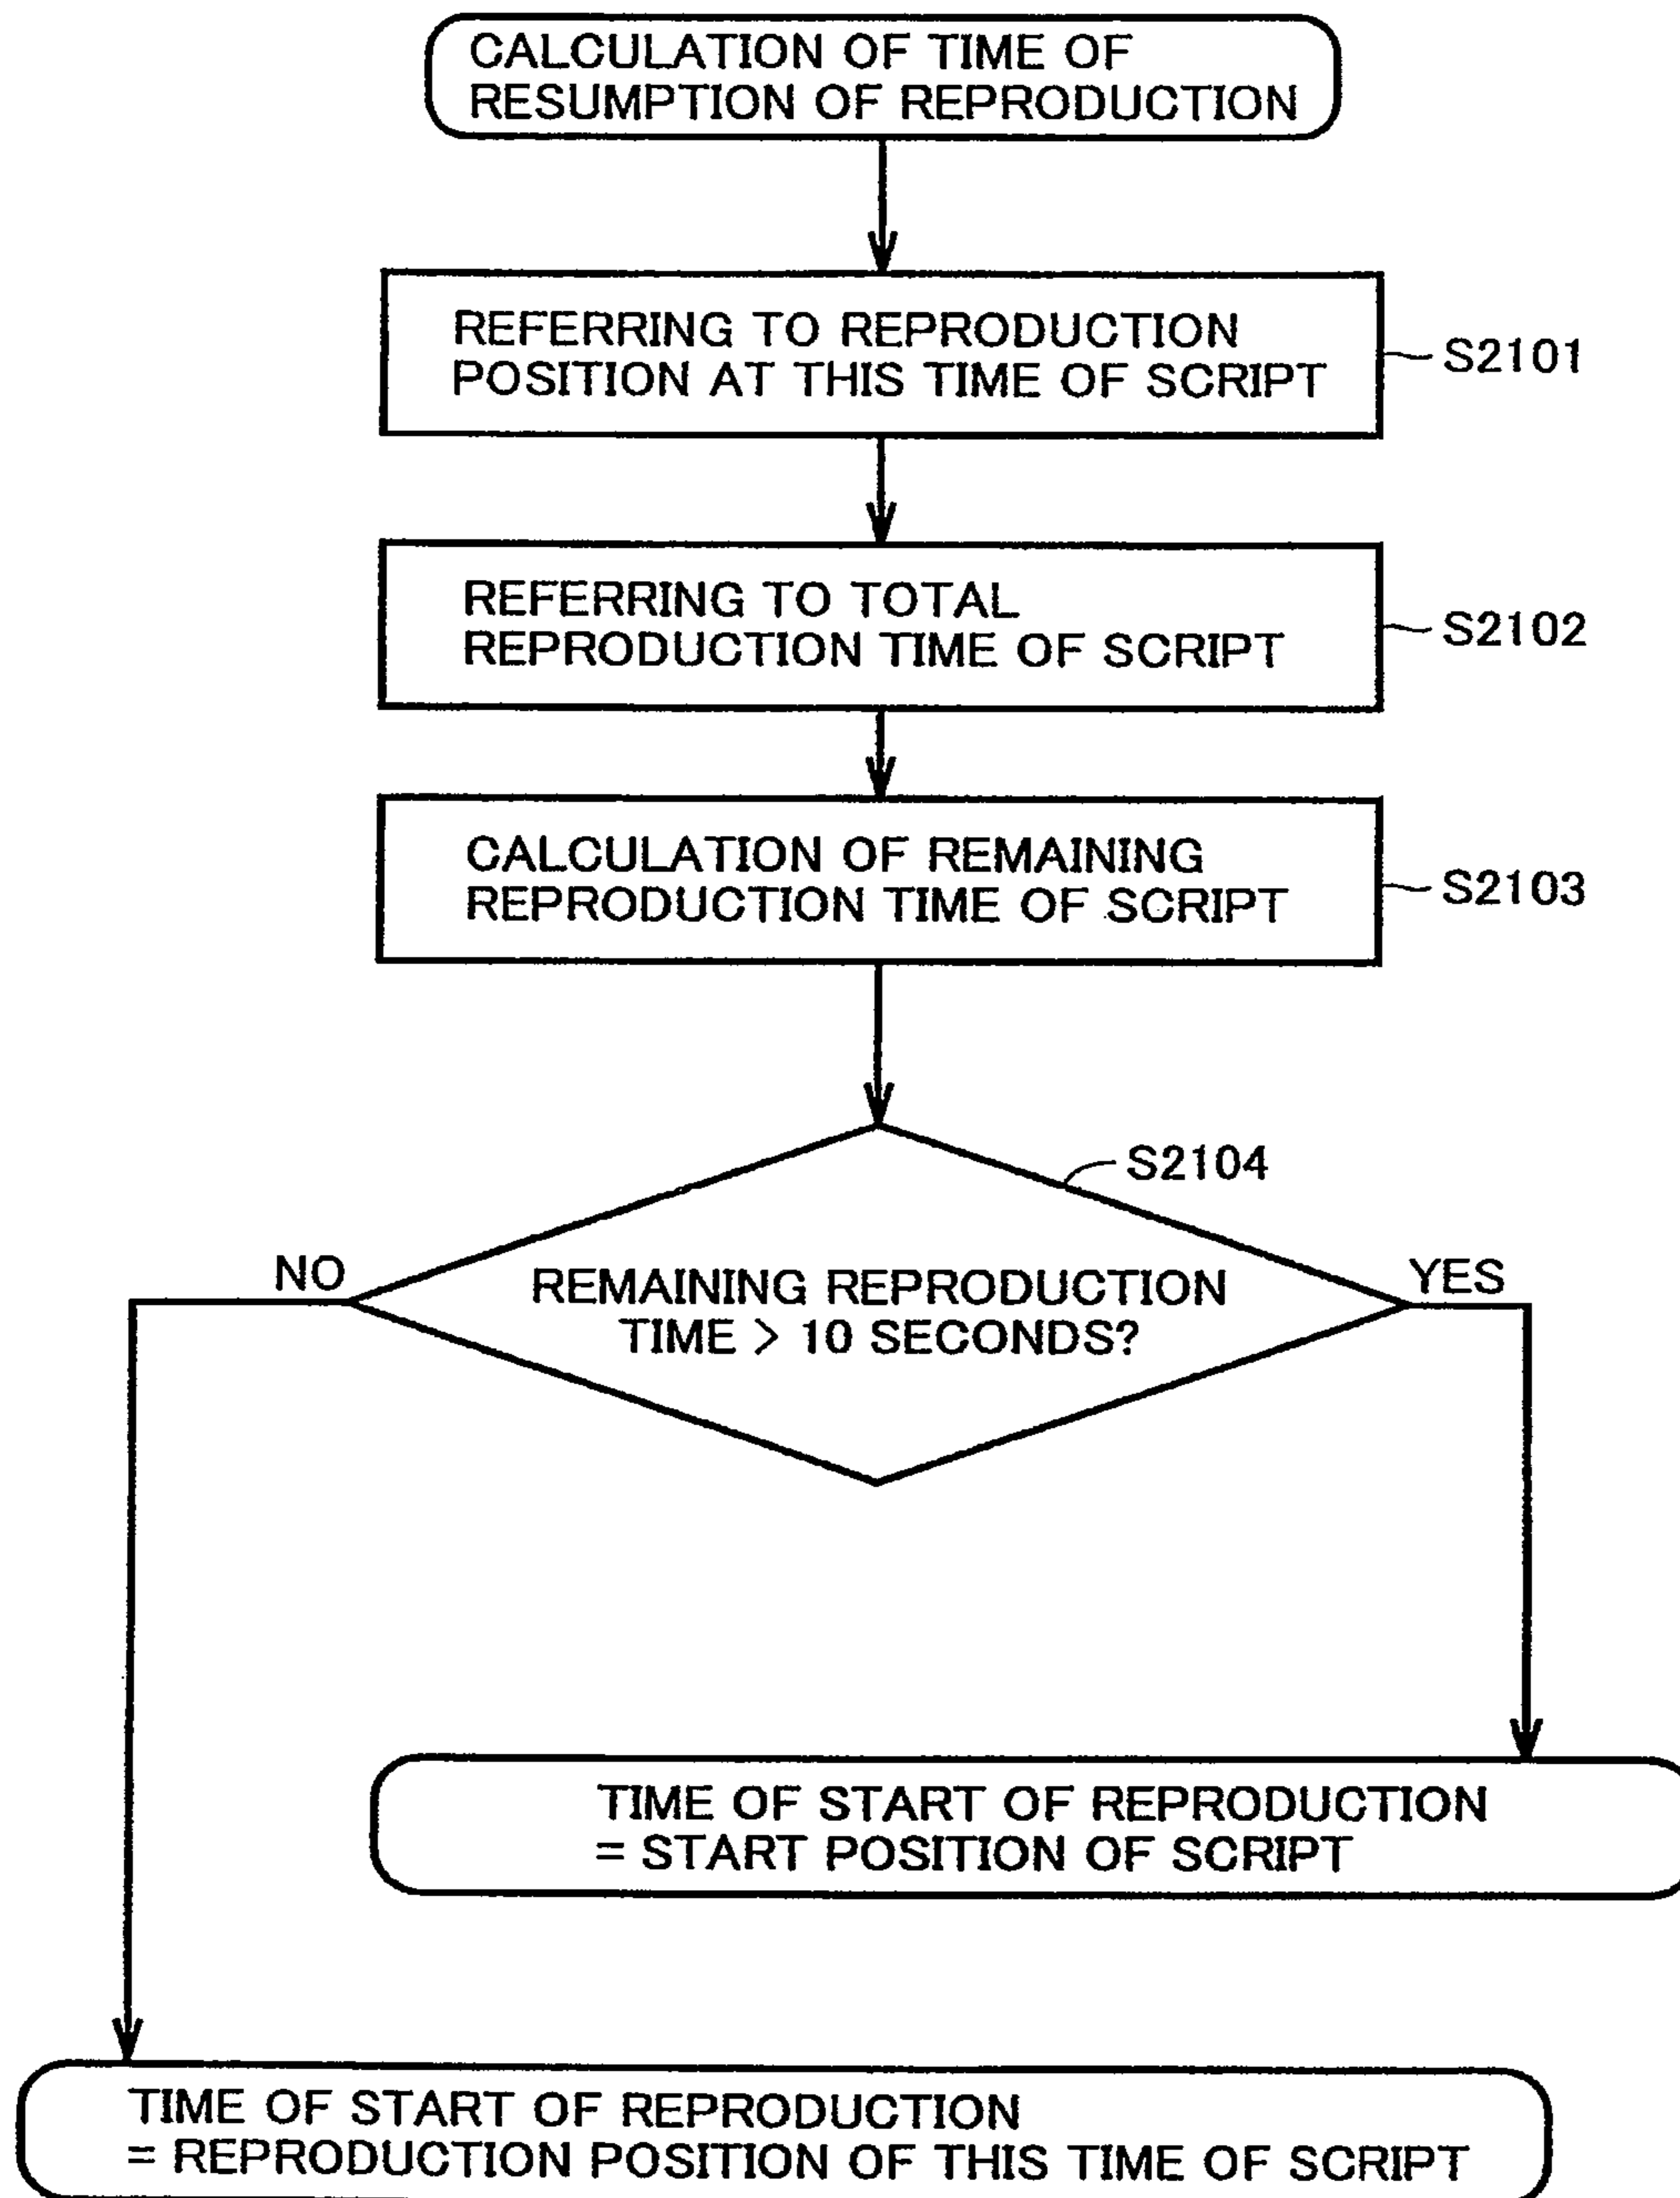 CALCULATION OF TIME OF
RESUMPTION OF REPRODUCTION
REFERRING TO REPRODUCTION
POSITION AT THIS TIME OF SCRIPT
S2101
REFERRING TO TOTAL
REPRODUCTION TIME OF SCRIPT
S2102
CALCULATION OF REMAINING
REPRODUCTION TIME OF SCRIPT
S2103
S2104
NO
REMAINING REPRODUCTION
TIME > 10 SECONDS?
YES
TIME OF START OF REPRODUCTION
= START POSITION OF SCRIPT
TIME OF START OF REPRODUCTION
= REPRODUCTION POSITION OF THIS TIME OF SCRIPT